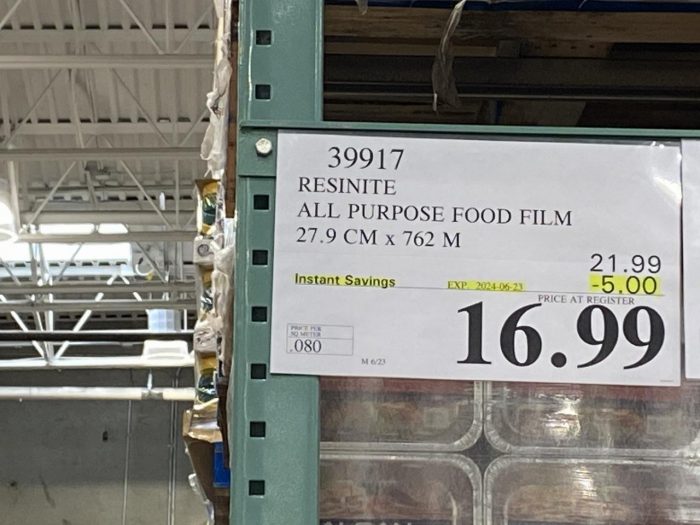 39917
RESINITE
ALL PURPOSE FOOD FILM
27.9 CM x 762 M
21.99
Instant Savings EXP. 2024-06-23 -5.00
PRICE AT REGISTER
16.99
PRICE PER
SQ METER
.080
M 6/23